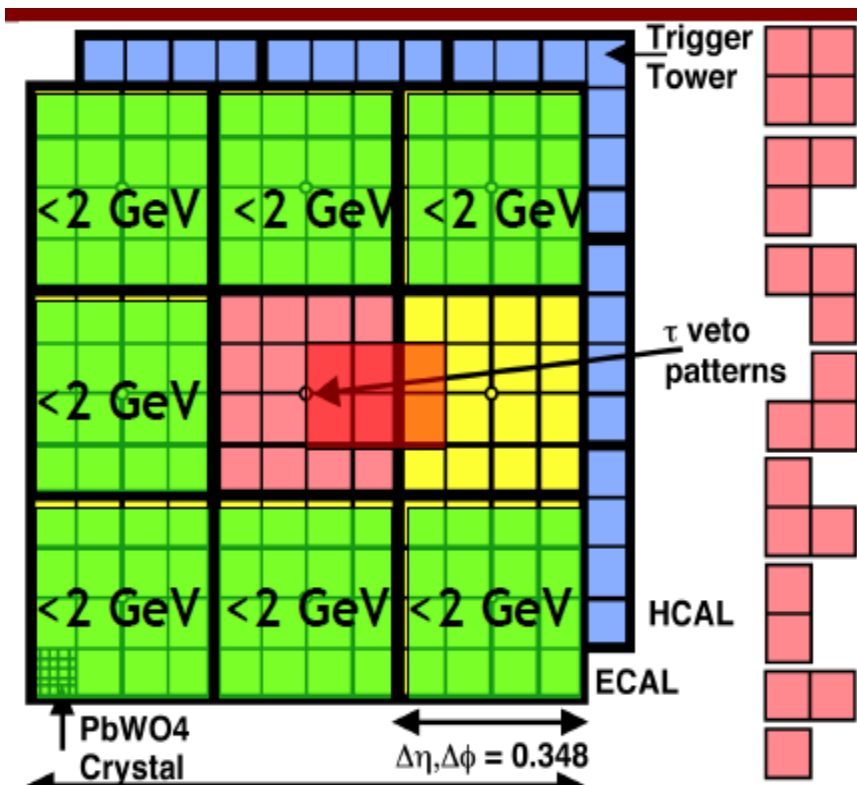 Trigger
Tower
<2 GeV <2 GeV <2 GeV
<2 GeV
τ veto
patterns
<2 GeV <2 GeV <2 GeV
HCAL
ECAL
PbWO4
Crystal
Δη,Δϕ = 0.348